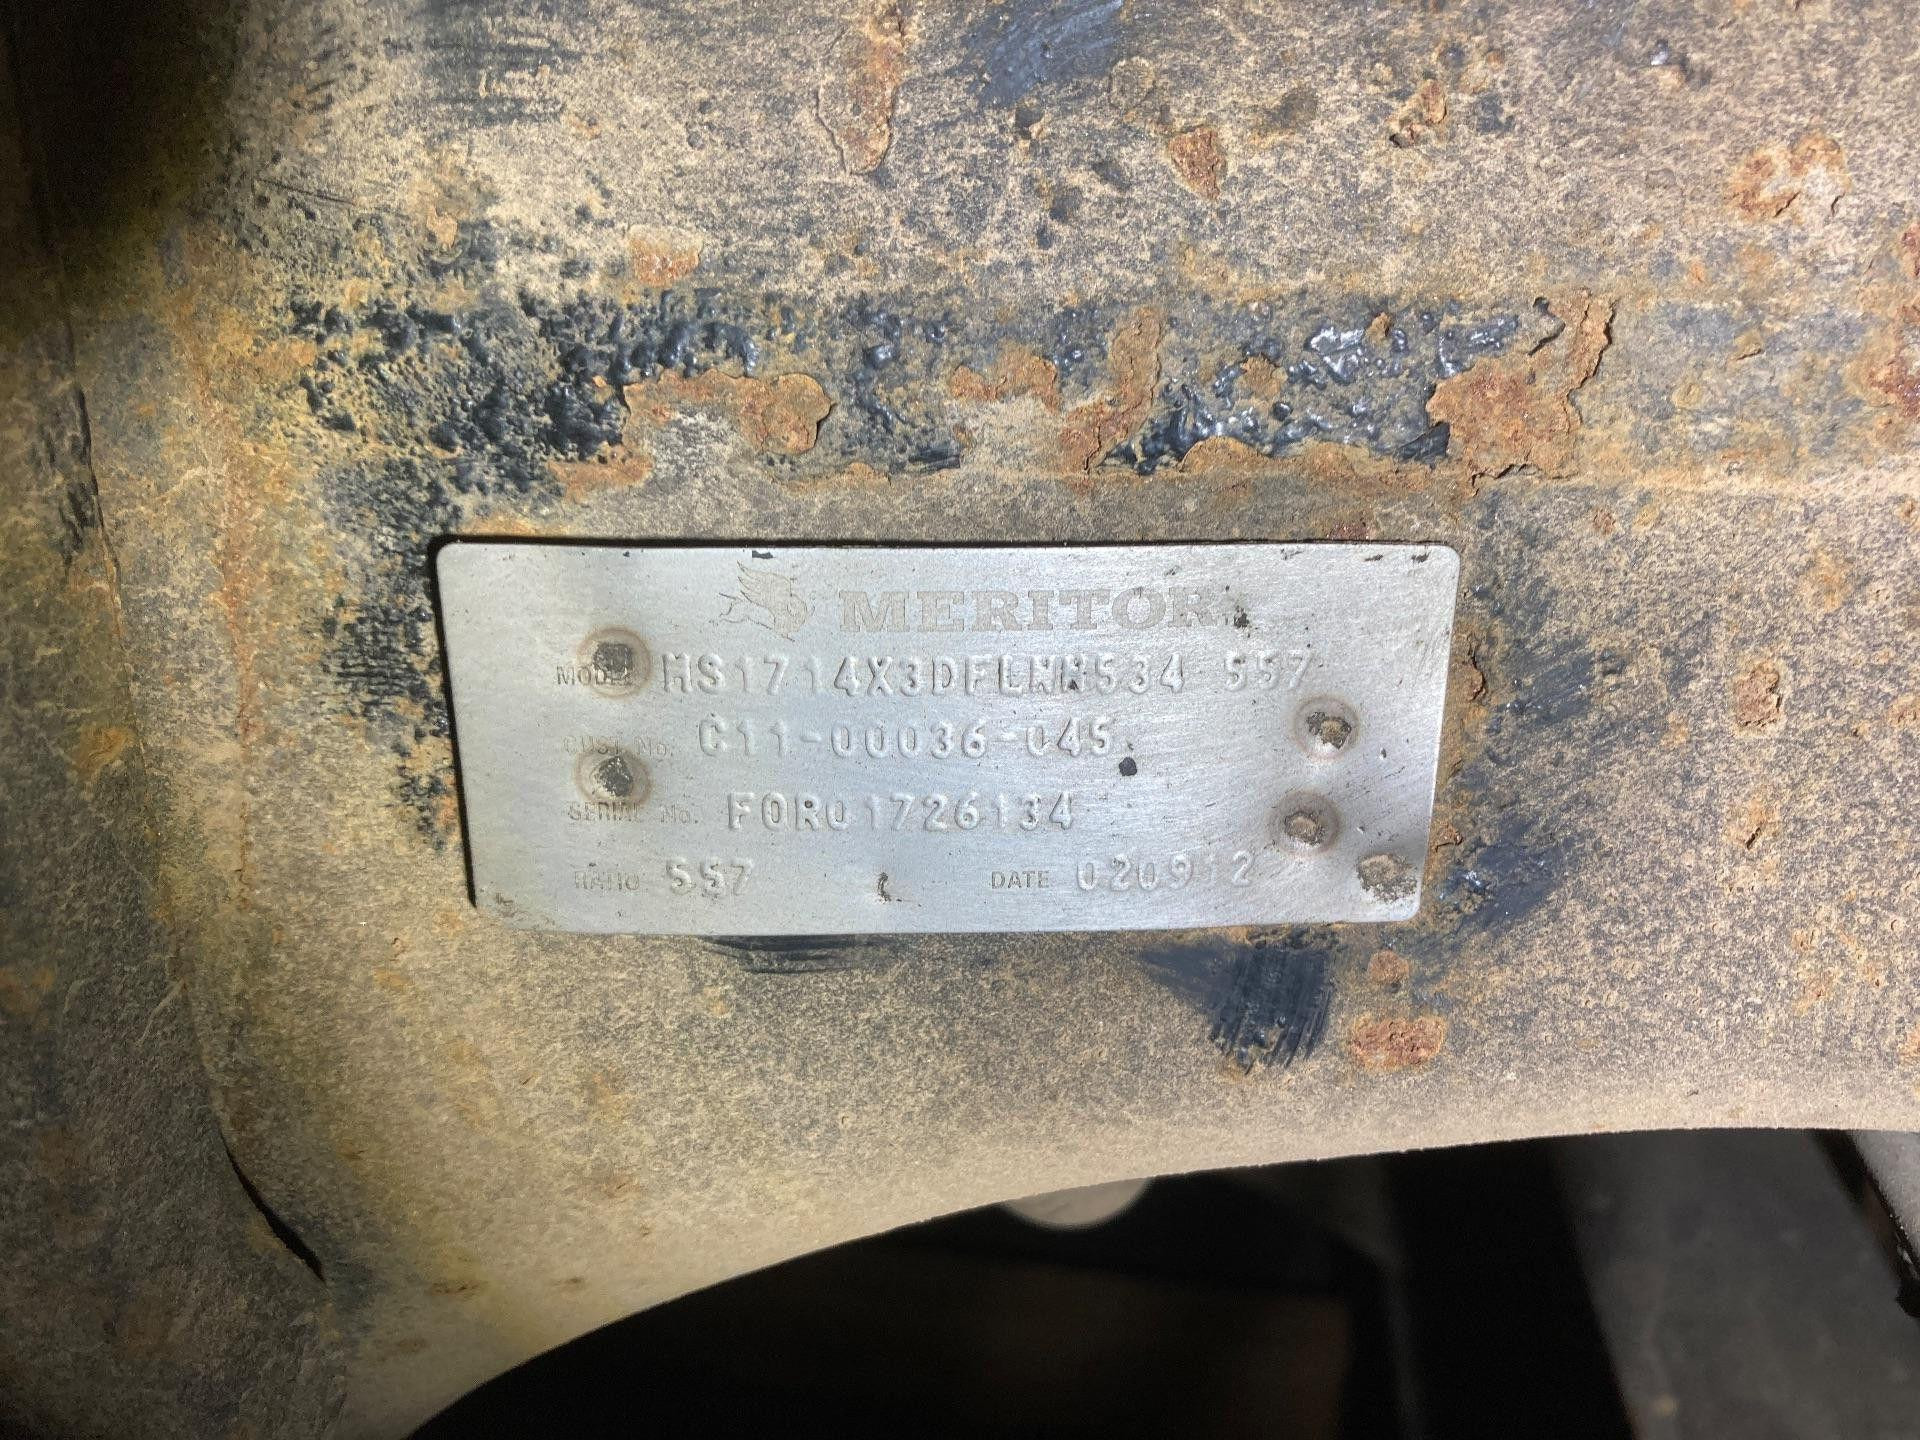 MERITOR
MODEL MS1714X3DFLNN534 557
CUST No. C11-00036-045
SERIAL No. FOR01726134
RATIO 557 DATE 020912